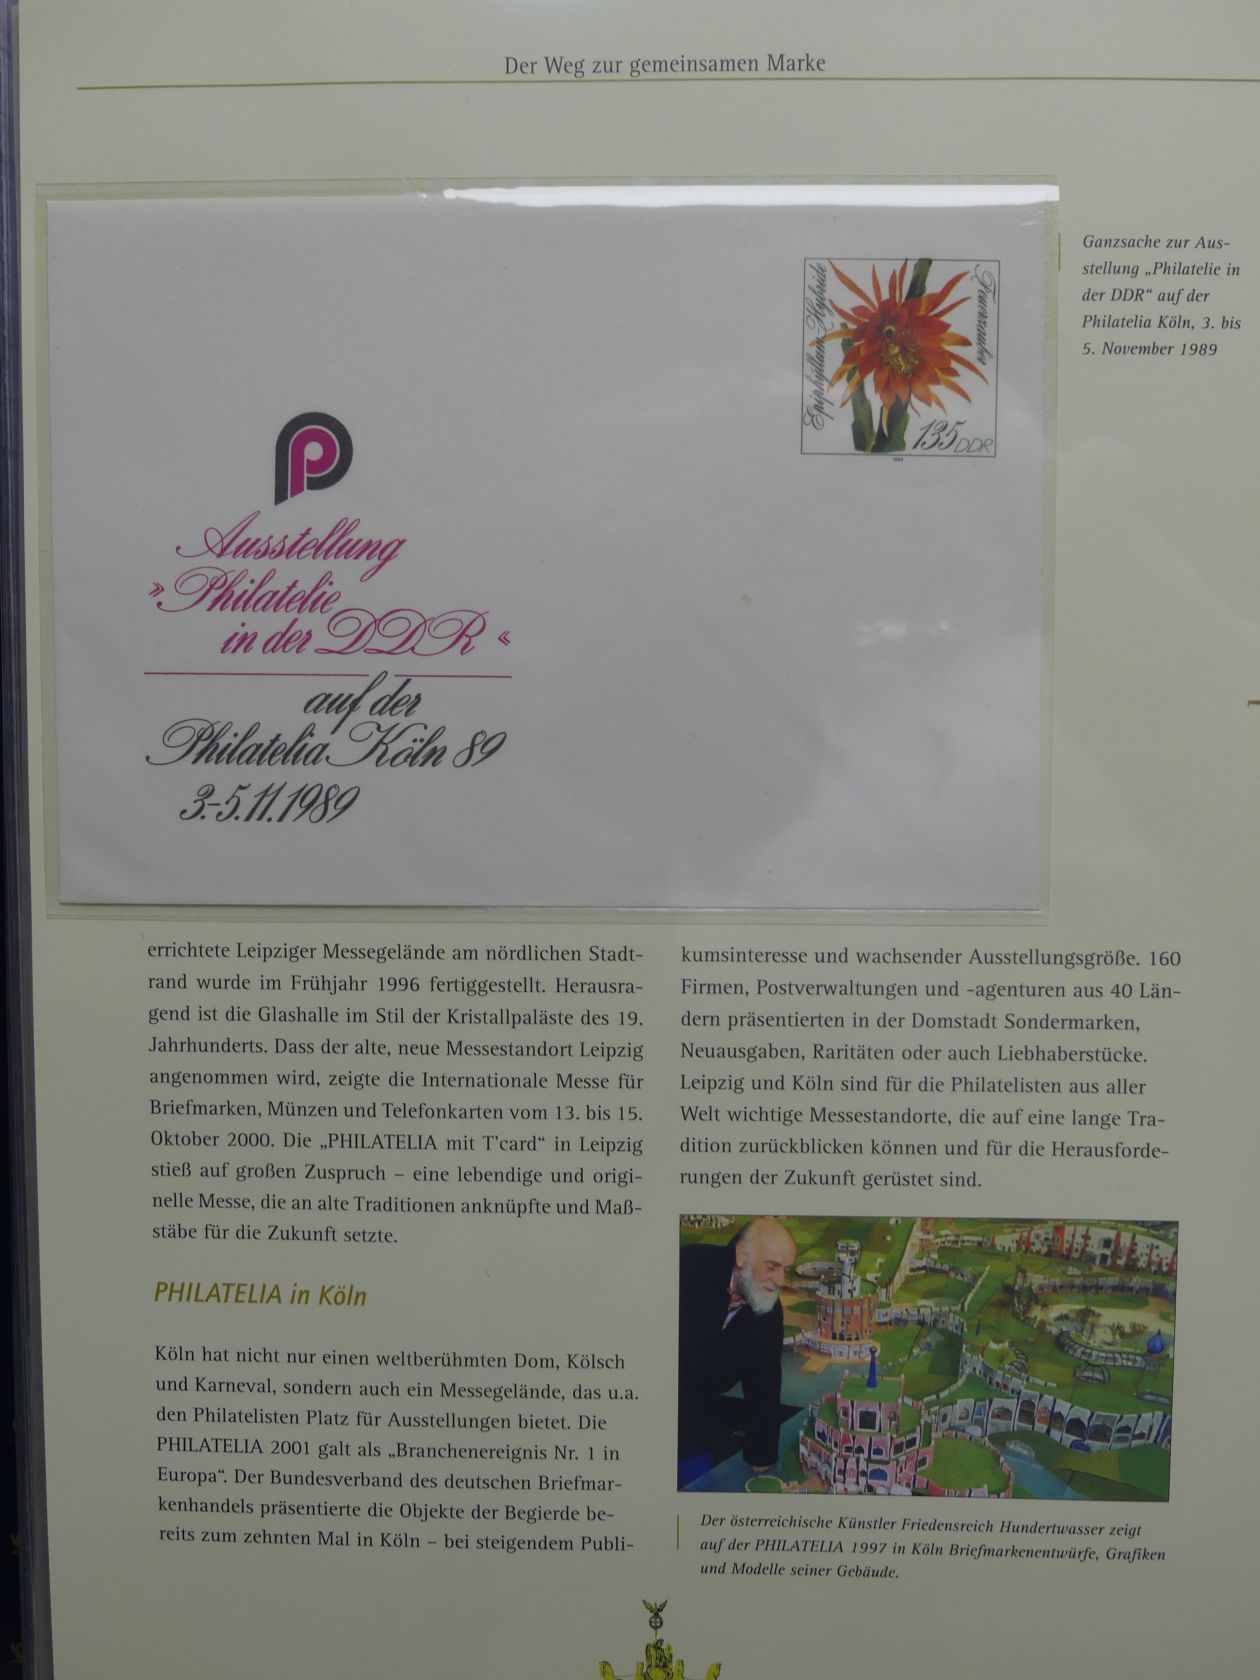 Der Weg zur gemeinsamen Marke
Ganzsache zur Aus-
stellung „Philatelie in
der DDR“ auf der
Philatelia Köln, 3. bis
5. November 1989
Epiphyllum-Hybride
Feuerzauber
135 DDR
1989
P
Ausstellung
»Philatelie
in der DDR«
auf der
Philatelia Köln 89
3.-5.11.1989
errichtete Leipziger Messegelände am nördlichen Stadt-
rand wurde im Frühjahr 1996 fertiggestellt. Herausra-
gend ist die Glashalle im Stil der Kristallpaläste des 19.
Jahrhunderts. Dass der alte, neue Messestandort Leipzig
angenommen wird, zeigte die Internationale Messe für
Briefmarken, Münzen und Telefonkarten vom 13. bis 15.
Oktober 2000. Die „PHILATELIA mit T'card“ in Leipzig
stieß auf großen Zuspruch – eine lebendige und origi-
nelle Messe, die an alte Traditionen anknüpfte und Maß-
stäbe für die Zukunft setzte.
PHILATELIA in Köln
Köln hat nicht nur einen weltberühmten Dom, Kölsch
und Karneval, sondern auch ein Messegelände, das u.a.
den Philatelisten Platz für Ausstellungen bietet. Die
PHILATELIA 2001 galt als „Branchenereignis Nr. 1 in
Europa“. Der Bundesverband des deutschen Briefmar-
kenhandels präsentierte die Objekte der Begierde be-
reits zum zehnten Mal in Köln – bei steigendem Publi-
kumsinteresse und wachsender Ausstellungsgröße. 160
Firmen, Postverwaltungen und -agenturen aus 40 Län-
dern präsentierten in der Domstadt Sondermarken,
Neuausgaben, Raritäten oder auch Liebhaberstücke.
Leipzig und Köln sind für die Philatelisten aus aller
Welt wichtige Messestandorte, die auf eine lange Tra-
dition zurückblicken können und für die Herausforde-
rungen der Zukunft gerüstet sind.
Der österreichische Künstler Friedensreich Hundertwasser zeigt
auf der PHILATELIA 1997 in Köln Briefmarkenentwürfe, Grafiken
und Modelle seiner Gebäude.